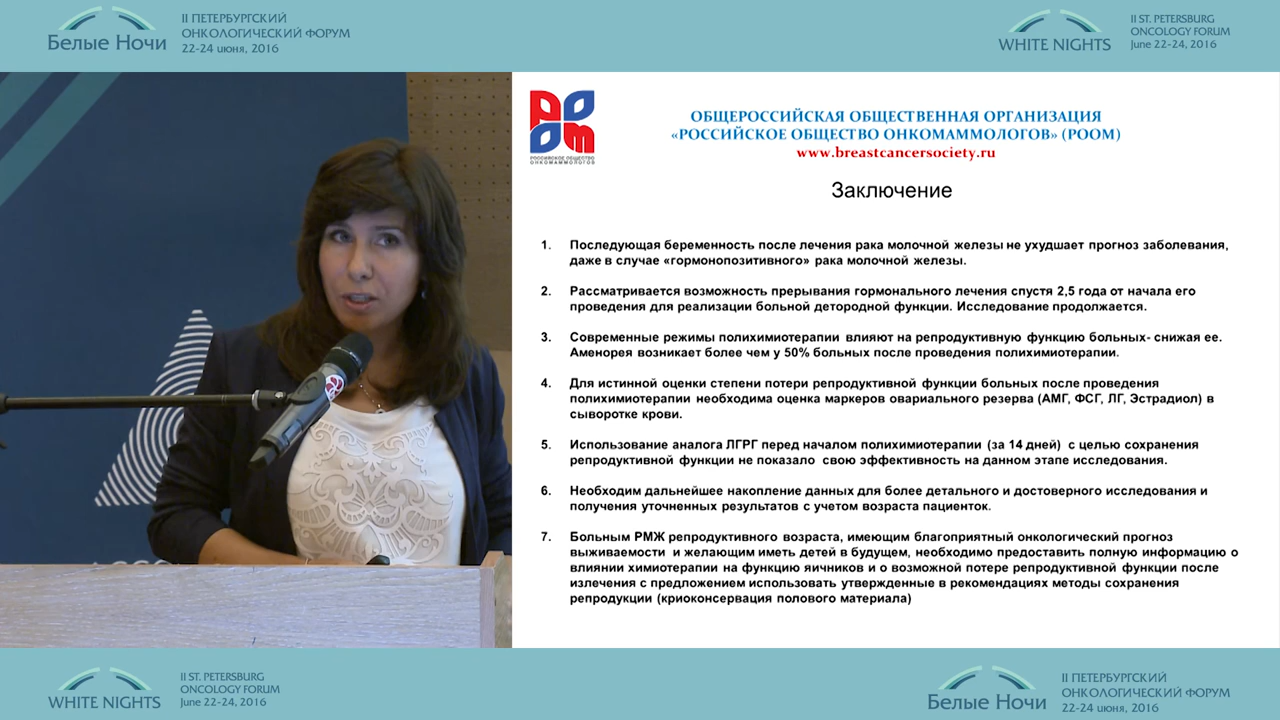 Белые Ночи
II ПЕТЕРБУРГСКИЙ
ОНКОЛОГИЧЕСКИЙ ФОРУМ
22-24 июня, 2016
WHITE NIGHTS
II ST. PETERSBURG
ONCOLOGY FORUM
June 22-24, 2016
РООМ
РОССИЙСКОЕ ОБЩЕСТВО
ОНКОМАММОЛОГОВ
ОБЩЕРОССИЙСКАЯ ОБЩЕСТВЕННАЯ ОРГАНИЗАЦИЯ
«РОССИЙСКОЕ ОБЩЕСТВО ОНКОМАММОЛОГОВ» (РООМ)
www.breastcancersociety.ru
Заключение
1. Последующая беременность после лечения рака молочной железы не ухудшает прогноз заболевания,
даже в случае «гормонопозитивного» рака молочной железы.
2. Рассматривается возможность прерывания гормонального лечения спустя 2,5 года от начала его
проведения для реализации больной детородной функции. Исследование продолжается.
3. Современные режимы полихимиотерапии влияют на репродуктивную функцию больных- снижая ее.
Аменорея возникает более чем у 50% больных после проведения полихимиотерапии.
4. Для истинной оценки степени потери репродуктивной функции больных после проведения
полихимиотерапии необходима оценка маркеров овариального резерва (АМГ, ФСГ, ЛГ, Эстрадиол) в
сыворотке крови.
5. Использование аналога ЛГРГ перед началом полихимиотерапии (за 14 дней) с целью сохранения
репродуктивной функции не показало свою эффективность на данном этапе исследования.
6. Необходим дальнейшее накопление данных для более детального и достоверного исследования и
получения уточненных результатов с учетом возраста пациенток.
7. Больным РМЖ репродуктивного возраста, имеющим благоприятный онкологический прогноз
выживаемости и желающим иметь детей в будущем, необходимо предоставить полную информацию о
влиянии химиотерапии на функцию яичников и о возможной потере репродуктивной функции после
излечения с предложением использовать утвержденные в рекомендациях методы сохранения
репродукции (криоконсервация полового материала)
WHITE NIGHTS
II ST. PETERSBURG
ONCOLOGY FORUM
June 22-24, 2016
Белые Ночи
II ПЕТЕРБУРГСКИЙ
ОНКОЛОГИЧЕСКИЙ ФОРУМ
22-24 июня, 2016